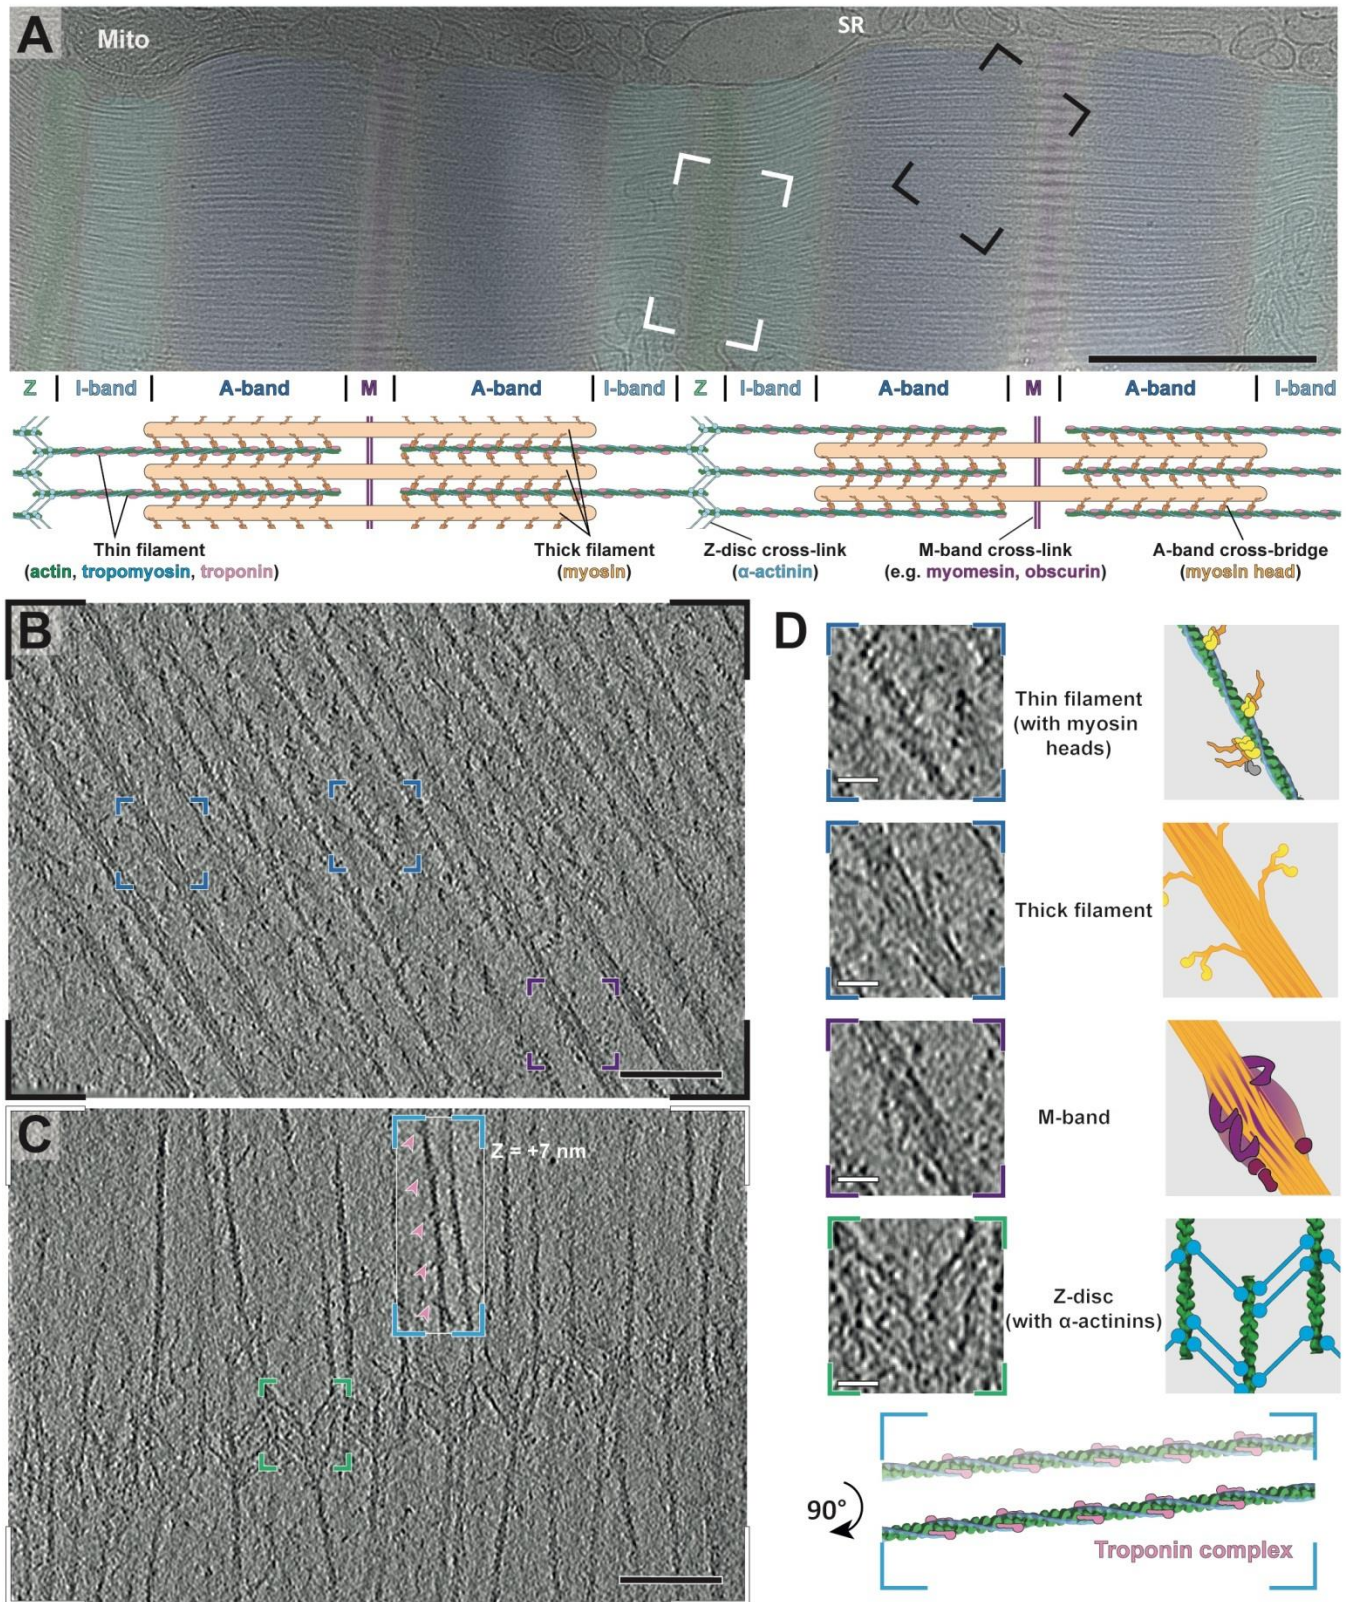 A
Mito
SR
Z
I-band
A-band
M
A-band
I-band
Z
I-band
A-band
M
A-band
I-band
Thin filament
(actin, tropomyosin, troponin)
Thick filament
(myosin)
Z-disc cross-link
(α-actinin)
M-band cross-link
(e.g. myomesin, obscurin)
A-band cross-bridge
(myosin head)
B
C
Z = +7 nm
D
Thin filament
(with myosin
heads)
Thick filament
M-band
Z-disc
(with α-actinins)
90°
Troponin complex